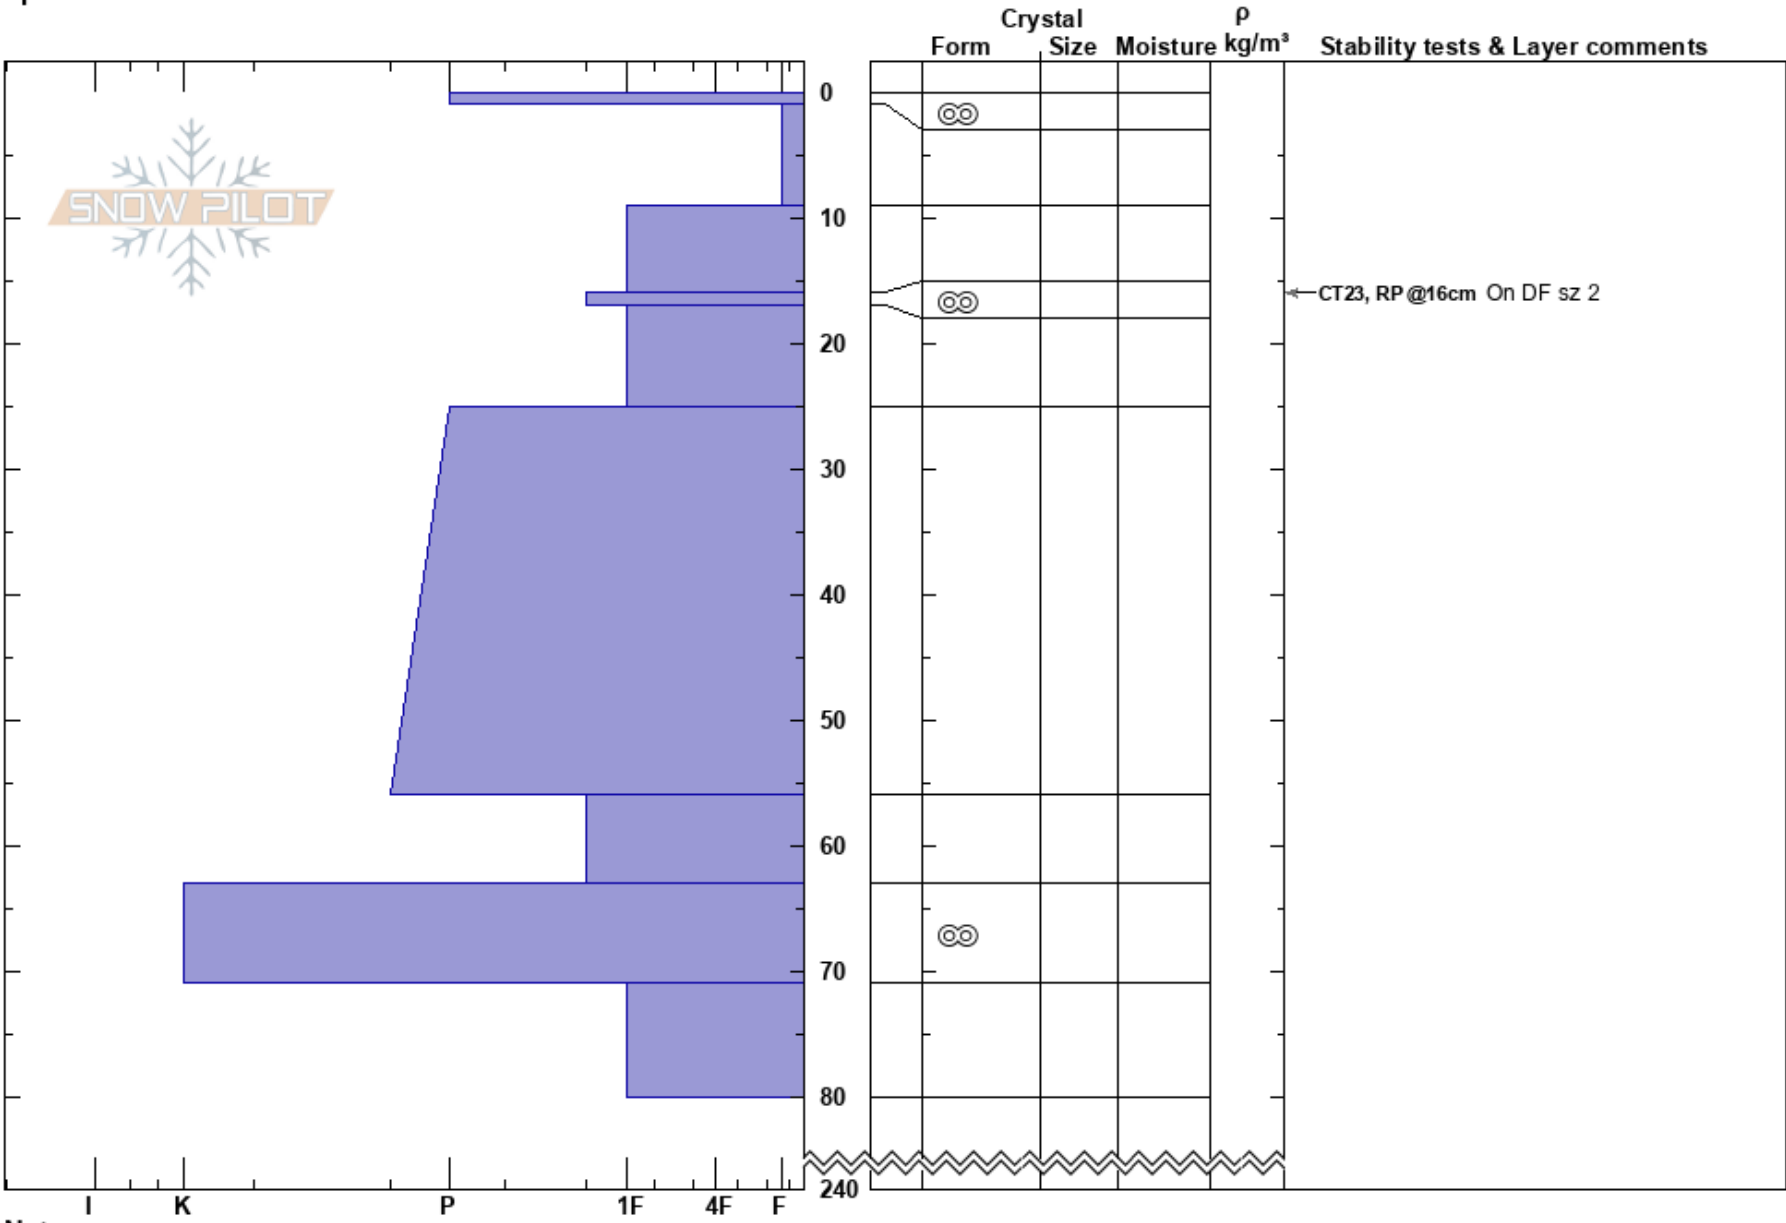 Crystal ρ
Form Size Moisture kg/m³ Stability tests & Layer comments
0
SNOW PILOT
10
CT23, RP @16cm On DF sz 2
20
30
40
50
60
70
80
240
I K P 1F 4F F